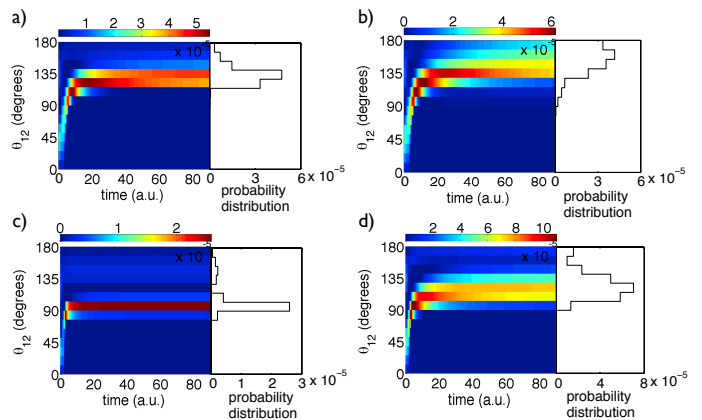 a)
1 2 3 4 5
x 10⁻⁵
180
135
90
45
0
θ₁₂ (degrees)
0 20 40 60 80
time (a.u.)
3 6 x 10⁻⁵
probability
distribution
b)
0 2 4 6
x 10⁻⁵
180
135
90
45
0
θ₁₂ (degrees)
0 20 40 60 80
time (a.u.)
0 3 6 x 10⁻⁵
probability
distribution
c)
0 1 2
x 10⁻⁵
180
135
90
45
0
θ₁₂ (degrees)
0 20 40 60 80
time (a.u.)
0 1 2 3 x 10⁻⁵
probability
distribution
d)
2 4 6 8 10
x 10⁻⁵
180
135
90
45
0
θ₁₂ (degrees)
0 20 40 60 80
time (a.u.)
0 4 8 x 10⁻⁵
probability
distribution